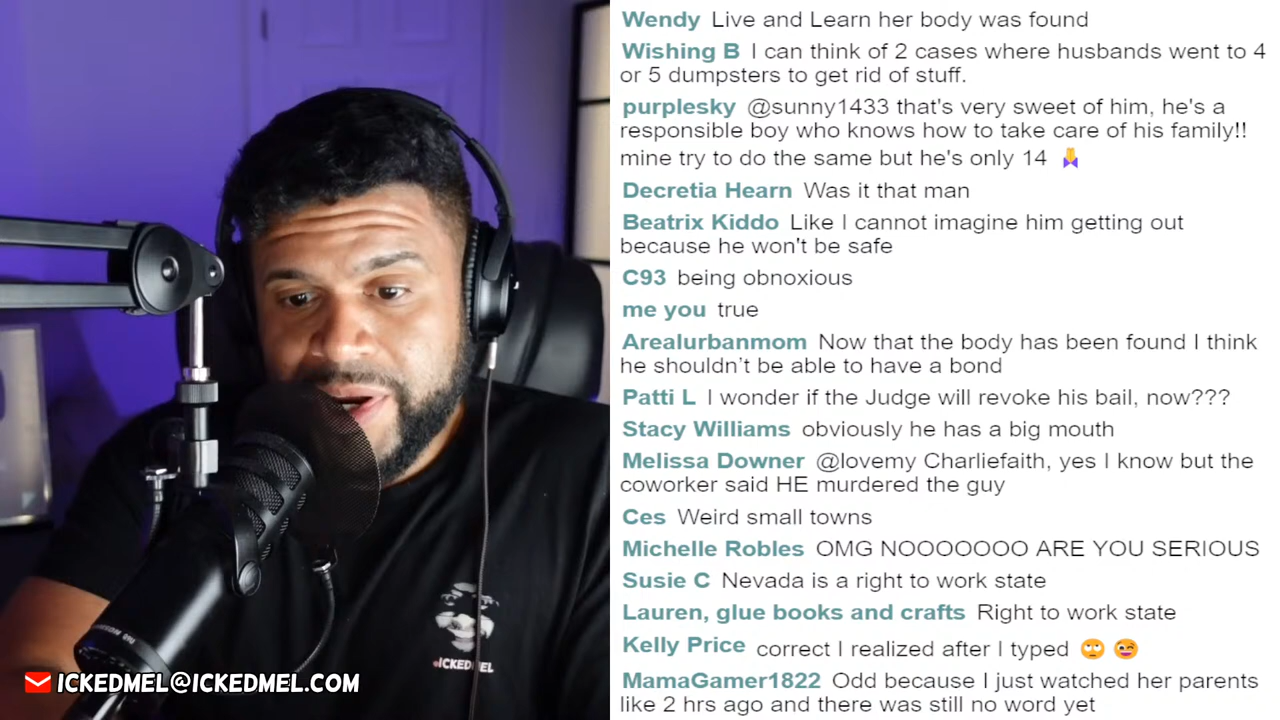 Wendy Live and Learn her body was found
Wishing B I can think of 2 cases where husbands went to 4
or 5 dumpsters to get rid of stuff.
purplesky @sunny1433 that's very sweet of him, he's a
responsible boy who knows how to take care of his family!!
mine try to do the same but he's only 14 🙏
Decretia Hearn Was it that man
Beatrix Kiddo Like I cannot imagine him getting out
because he won't be safe
C93 being obnoxious
me you true
Arealurbanmom Now that the body has been found I think
he shouldn’t be able to have a bond
Patti L I wonder if the Judge will revoke his bail, now???
Stacy Williams obviously he has a big mouth
Melissa Downer @lovemy Charliefaith, yes I know but the
coworker said HE murdered the guy
Ces Weird small towns
Michelle Robles OMG NOOOOOOO ARE YOU SERIOUS
Susie C Nevada is a right to work state
Lauren, glue books and crafts Right to work state
Kelly Price correct I realized after I typed 🙄 😉
MamaGamer1822 Odd because I just watched her parents
like 2 hrs ago and there was still no word yet
ICKEDMEL
ICKEDMEL@ICKEDMEL.COM